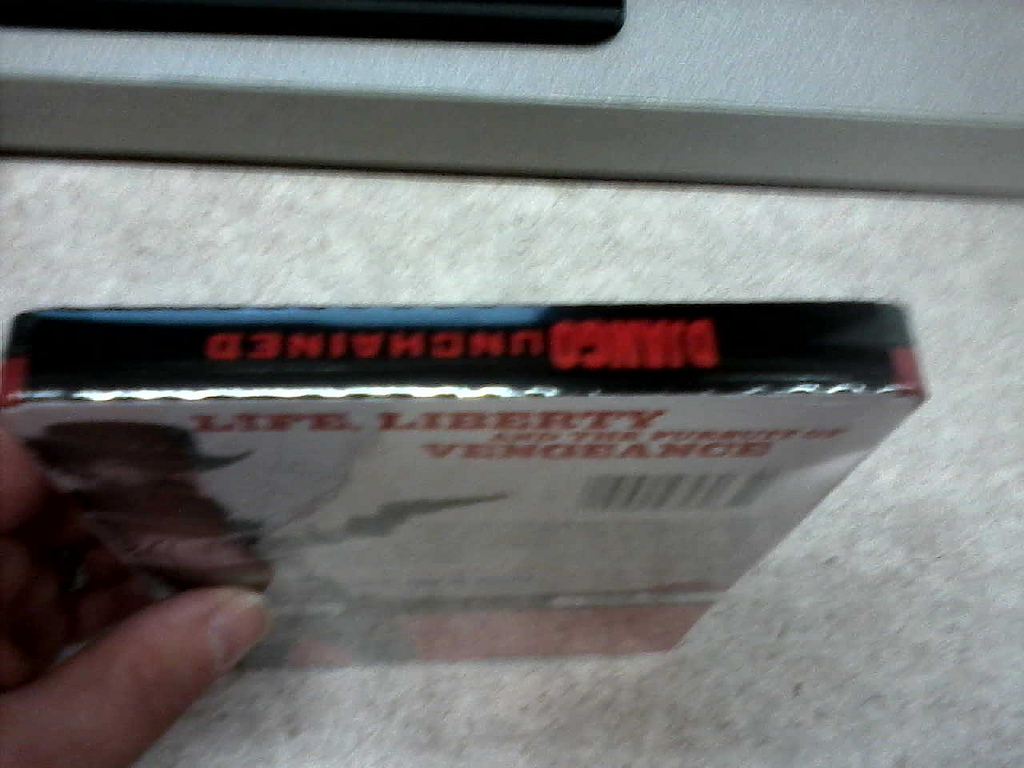 DJANGO UNCHAINED
LIFE, LIBERTY
AND THE PURSUIT OF
VENGEANCE